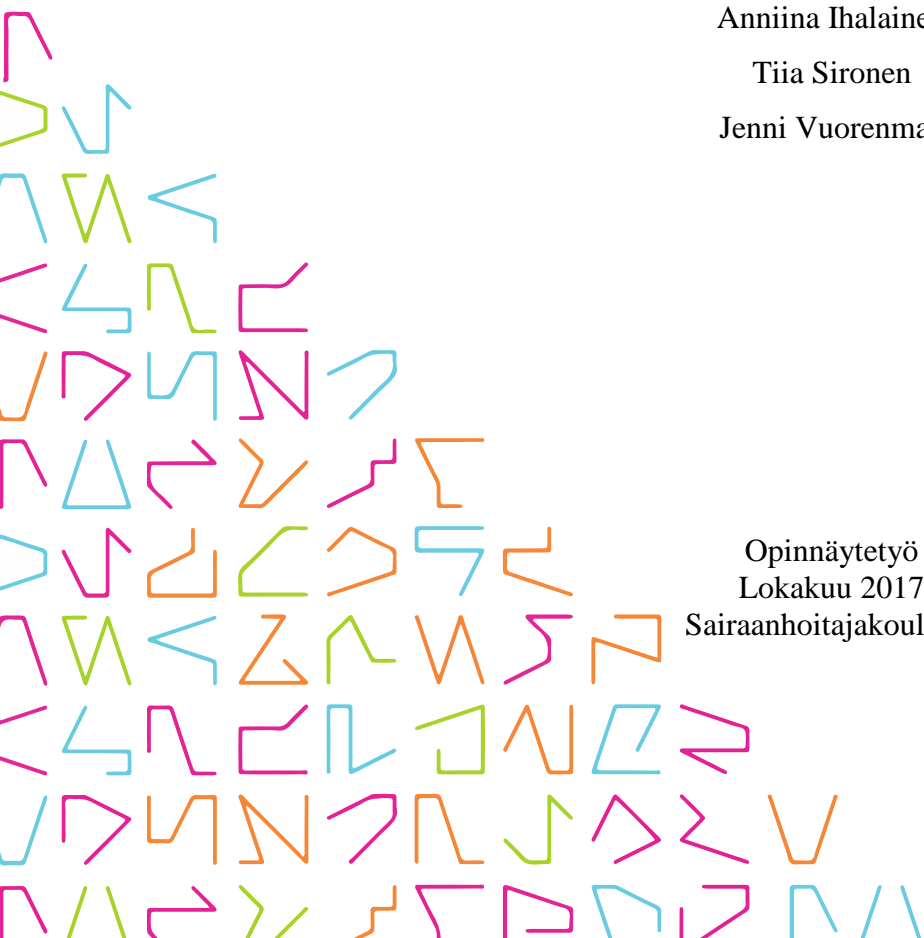 Anniina Ihalaine
Tiia Sironen
Jenni Vuorenma
Opinnäytetyö
Lokakuu 2017
Sairaanhoitajakoul